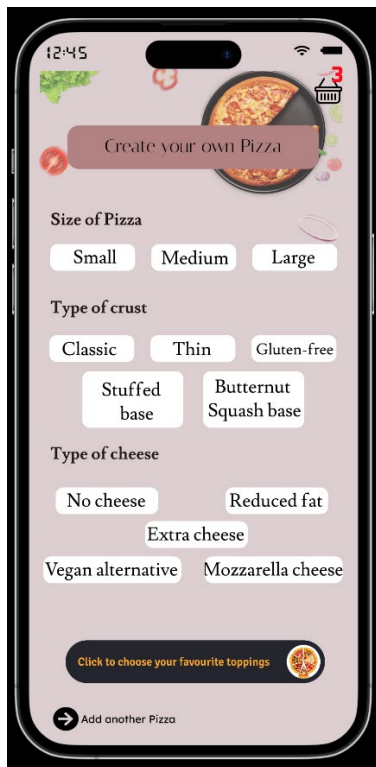 12:45
3
Create your own Pizza
Size of Pizza
Small Medium Large
Type of crust
Classic Thin Gluten-free
Stuffed
base
Butternut
Squash base
Type of cheese
No cheese Reduced fat
Extra cheese
Vegan alternative Mozzarella cheese
Click to choose your favourite toppings
Add another Pizza